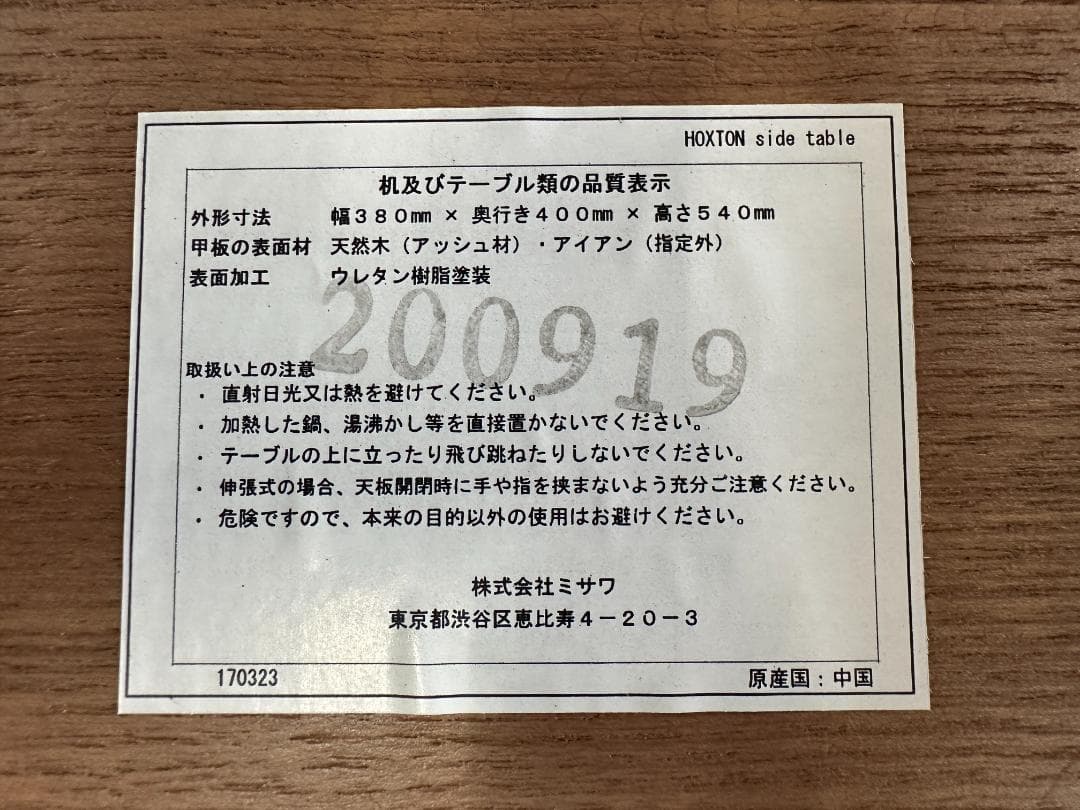 HOXTON side table
机及びテーブル類の品質表示
外形寸法 幅380㎜ × 奥行き400㎜ × 高さ540㎜
甲板の表面材 天然木（アッシュ材）・アイアン（指定外）
表面加工 ウレタン樹脂塗装
200919
取扱い上の注意
・ 直射日光又は熱を避けてください。
・ 加熱した鍋、湯沸かし等を直接置かないでください。
・ テーブルの上に立ったり飛び跳ねたりしないでください。
・ 伸張式の場合、天板開閉時に手や指を挟まないよう充分ご注意ください。
・ 危険ですので、本来の目的以外の使用はお避けください。
株式会社ミサワ
東京都渋谷区恵比寿4－20－3
170323 原産国：中国